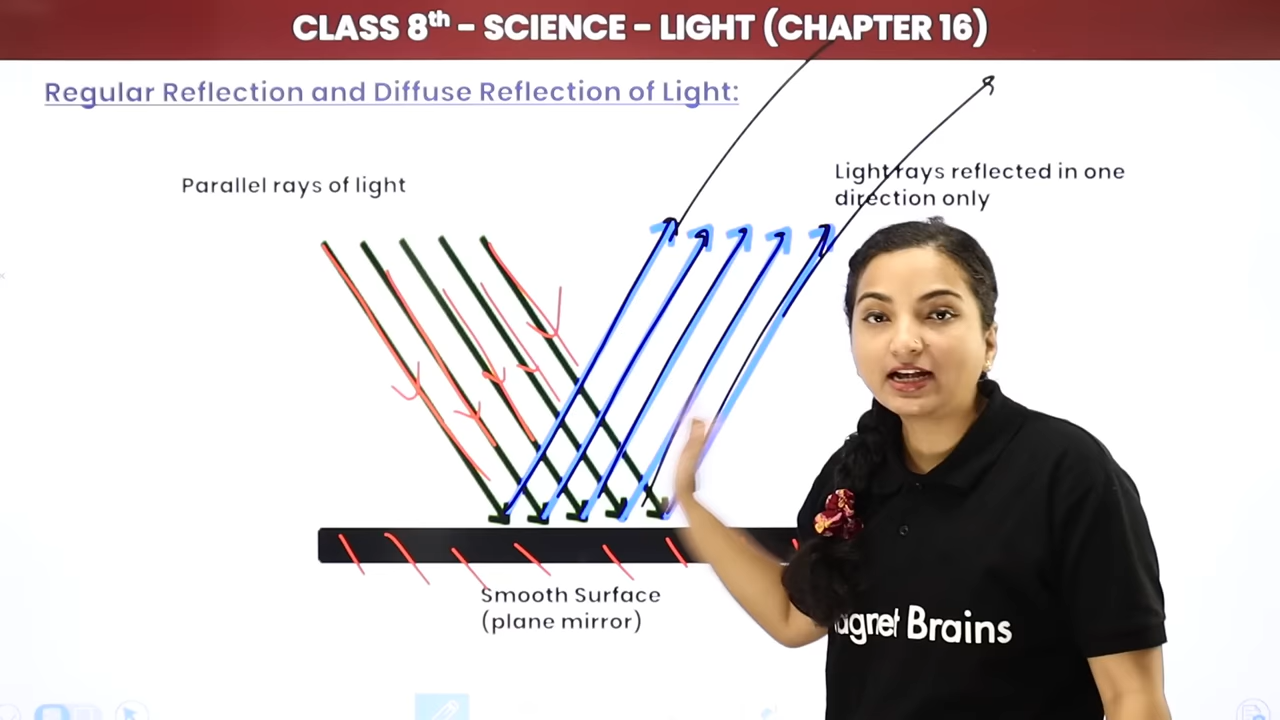 CLASS 8th - SCIENCE - LIGHT (CHAPTER 16)
Regular Reflection and Diffuse Reflection of Light:
Parallel rays of light
Light rays reflected in one
direction only
Smooth Surface
(plane mirror)
agnet Brains